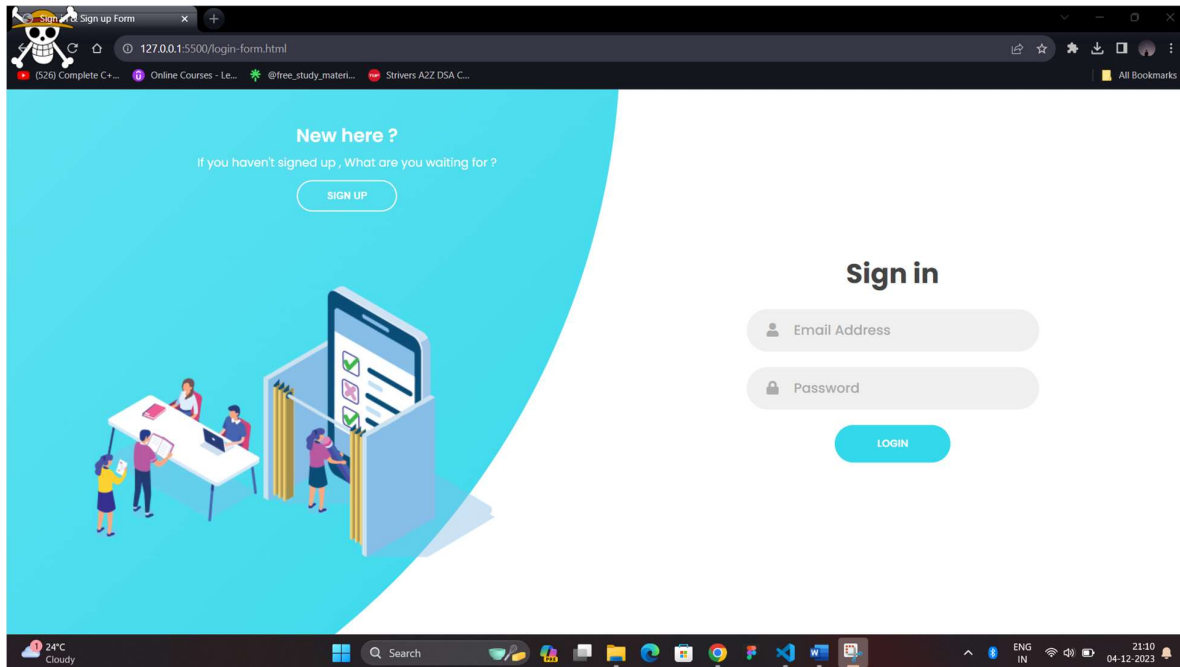 Sign in & Sign up Form
127.0.0.1:5500/login-form.html
(526) Complete C+...
Online Courses - Le...
@free_study_materi...
Strivers A2Z DSA C...
All Bookmarks
New here ?
If you haven't signed up , What are you waiting for ?
SIGN UP
Sign in
Email Address
Password
LOGIN
1
24°C
Cloudy
Search
PRE
ENG
IN
21:10
04-12-2023